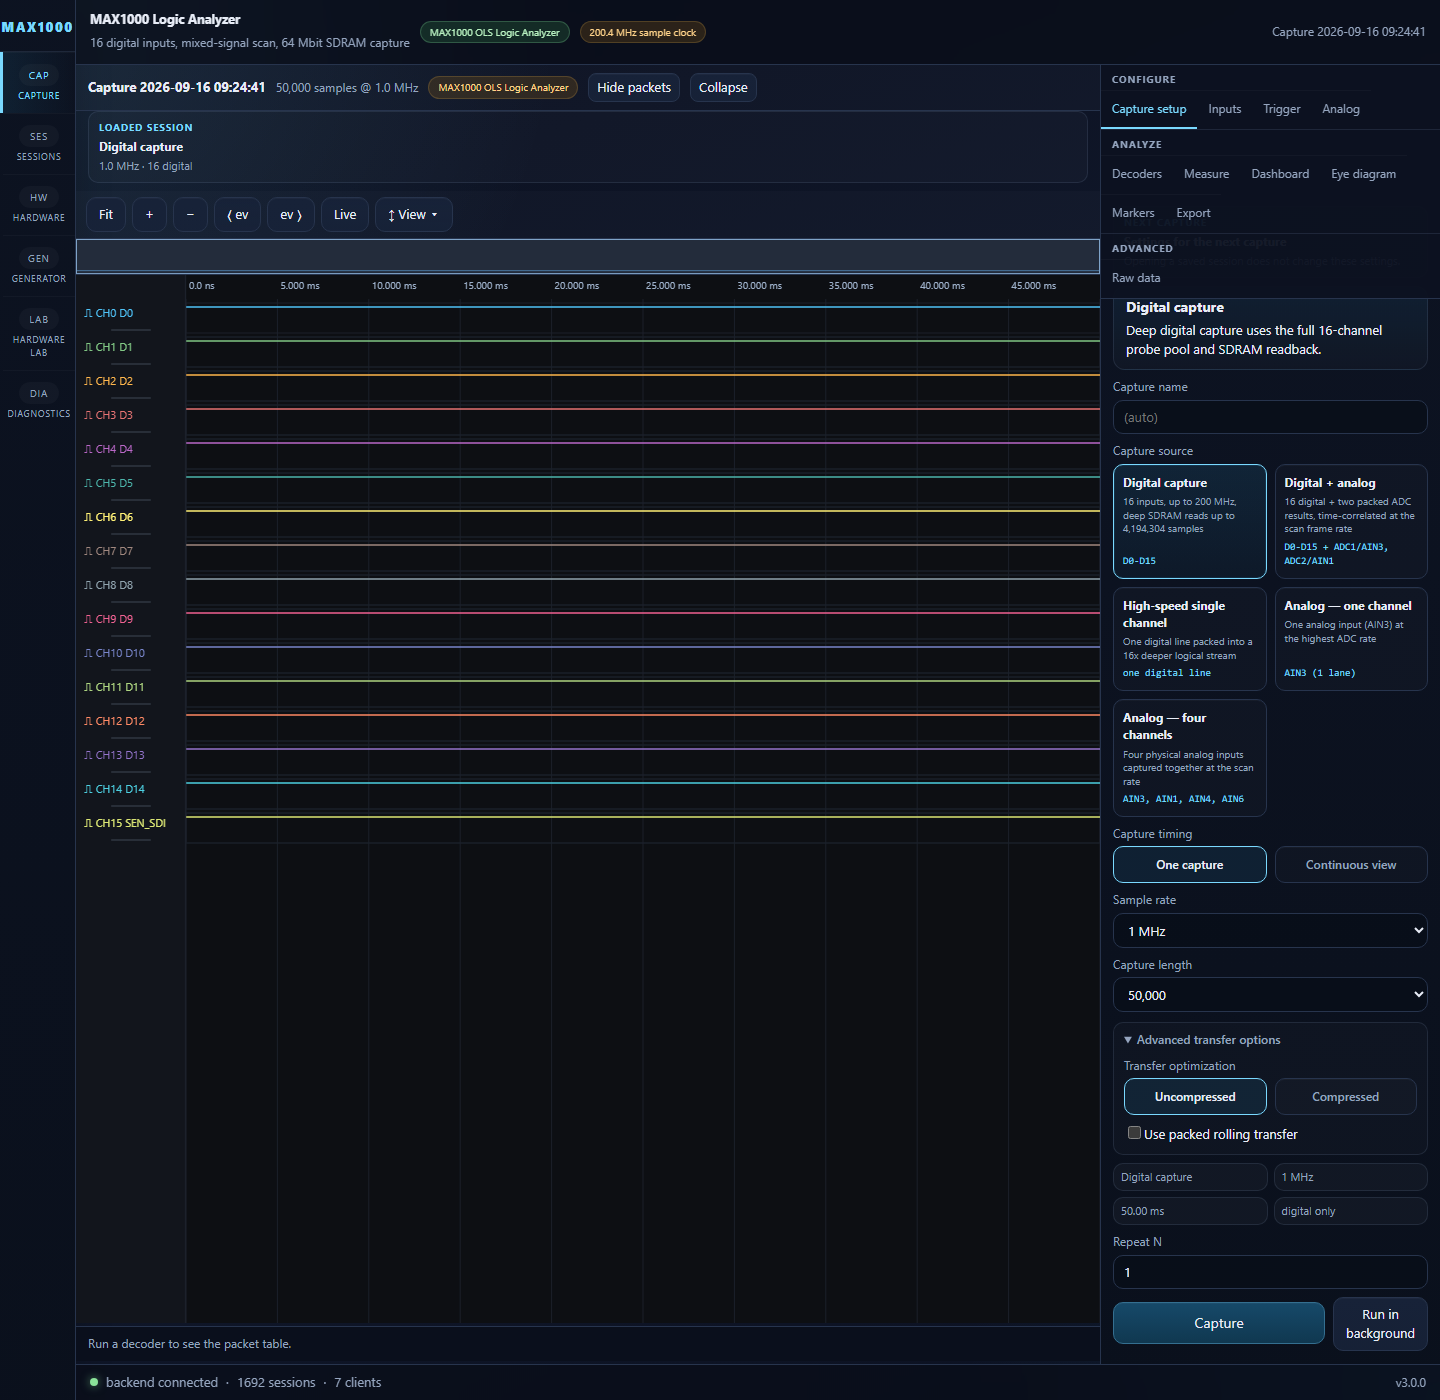 MAX1000
CAP
CAPTURE
SES
SESSIONS
HW
HARDWARE
GEN
GENERATOR
LAB
HARDWARE
LAB
DIA
DIAGNOSTICS
MAX1000 Logic Analyzer
16 digital inputs, mixed-signal scan, 64 Mbit SDRAM capture
MAX1000 OLS Logic Analyzer
200.4 MHz sample clock
Capture 2026-09-16 09:24:41
Capture 2026-09-16 09:24:41
50,000 samples @ 1.0 MHz
MAX1000 OLS Logic Analyzer
Hide packets
Collapse
LOADED SESSION
Digital capture
1.0 MHz · 16 digital
Fit
+
−
⟨ ev
ev ⟩
Live
↕ View ▾
0.0 ns
5.000 ms
10.000 ms
15.000 ms
20.000 ms
25.000 ms
30.000 ms
35.000 ms
40.000 ms
45.000 ms
CH0 D0
CH1 D1
CH2 D2
CH3 D3
CH4 D4
CH5 D5
CH6 D6
CH7 D7
CH8 D8
CH9 D9
CH10 D10
CH11 D11
CH12 D12
CH13 D13
CH14 D14
CH15 SEN_SDI
Run a decoder to see the packet table.
CONFIGURE
Capture setup
Inputs
Trigger
Analog
ANALYZE
Decoders
Measure
Dashboard
Eye diagram
Markers
Export
for the next capture
ADVANCED
Raw data
Digital capture
Deep digital capture uses the full 16-channel
probe pool and SDRAM readback.
Capture name
(auto)
Capture source
Digital capture
16 inputs, up to 200 MHz,
deep SDRAM reads up to
4,194,304 samples
D0-D15
Digital + analog
16 digital + two packed ADC
results, time-correlated at the
scan frame rate
D0-D15 + ADC1/AIN3,
ADC2/AIN1
High-speed single
channel
One digital line packed into a
16x deeper logical stream
one digital line
Analog — one channel
One analog input (AIN3) at
the highest ADC rate
AIN3 (1 lane)
Analog — four
channels
Four physical analog inputs
captured together at the scan
rate
AIN3, AIN1, AIN4, AIN6
Capture timing
One capture
Continuous view
Sample rate
1 MHz
Capture length
50,000
▼ Advanced transfer options
Transfer optimization
Uncompressed
Compressed
Use packed rolling transfer
Digital capture
1 MHz
50.00 ms
digital only
Repeat N
1
Capture
Run in
background
backend connected · 1692 sessions · 7 clients
v3.0.0